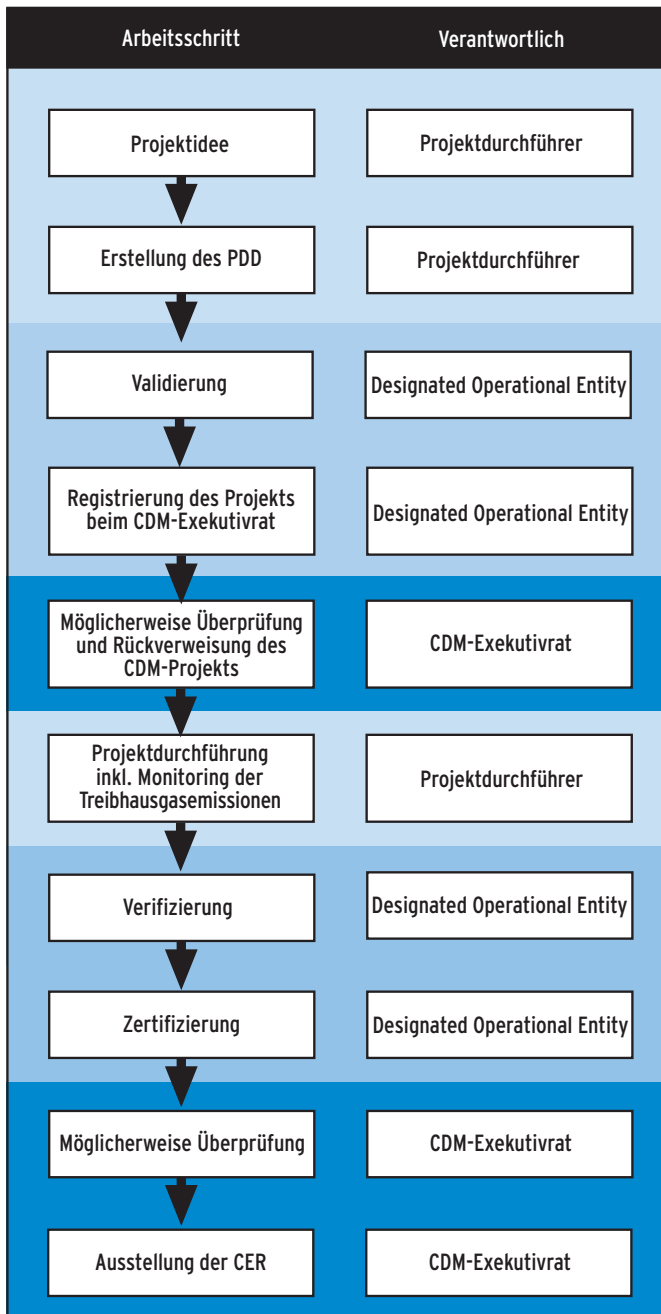 Arbeitsschritt Verantwortlich
Projektidee Projektdurchführer
Erstellung des PDD Projektdurchführer
Validierung Designated Operational Entity
Registrierung des Projekts
beim CDM-Exekutivrat
Designated Operational Entity
Möglicherweise Überprüfung
und Rückverweisung des
CDM-Projekts
CDM-Exekutivrat
Projektdurchführung
inkl. Monitoring der
Treibhausgasemissionen
Projektdurchführer
Verifizierung Designated Operational Entity
Zertifizierung Designated Operational Entity
Möglicherweise Überprüfung CDM-Exekutivrat
Ausstellung der CER CDM-Exekutivrat